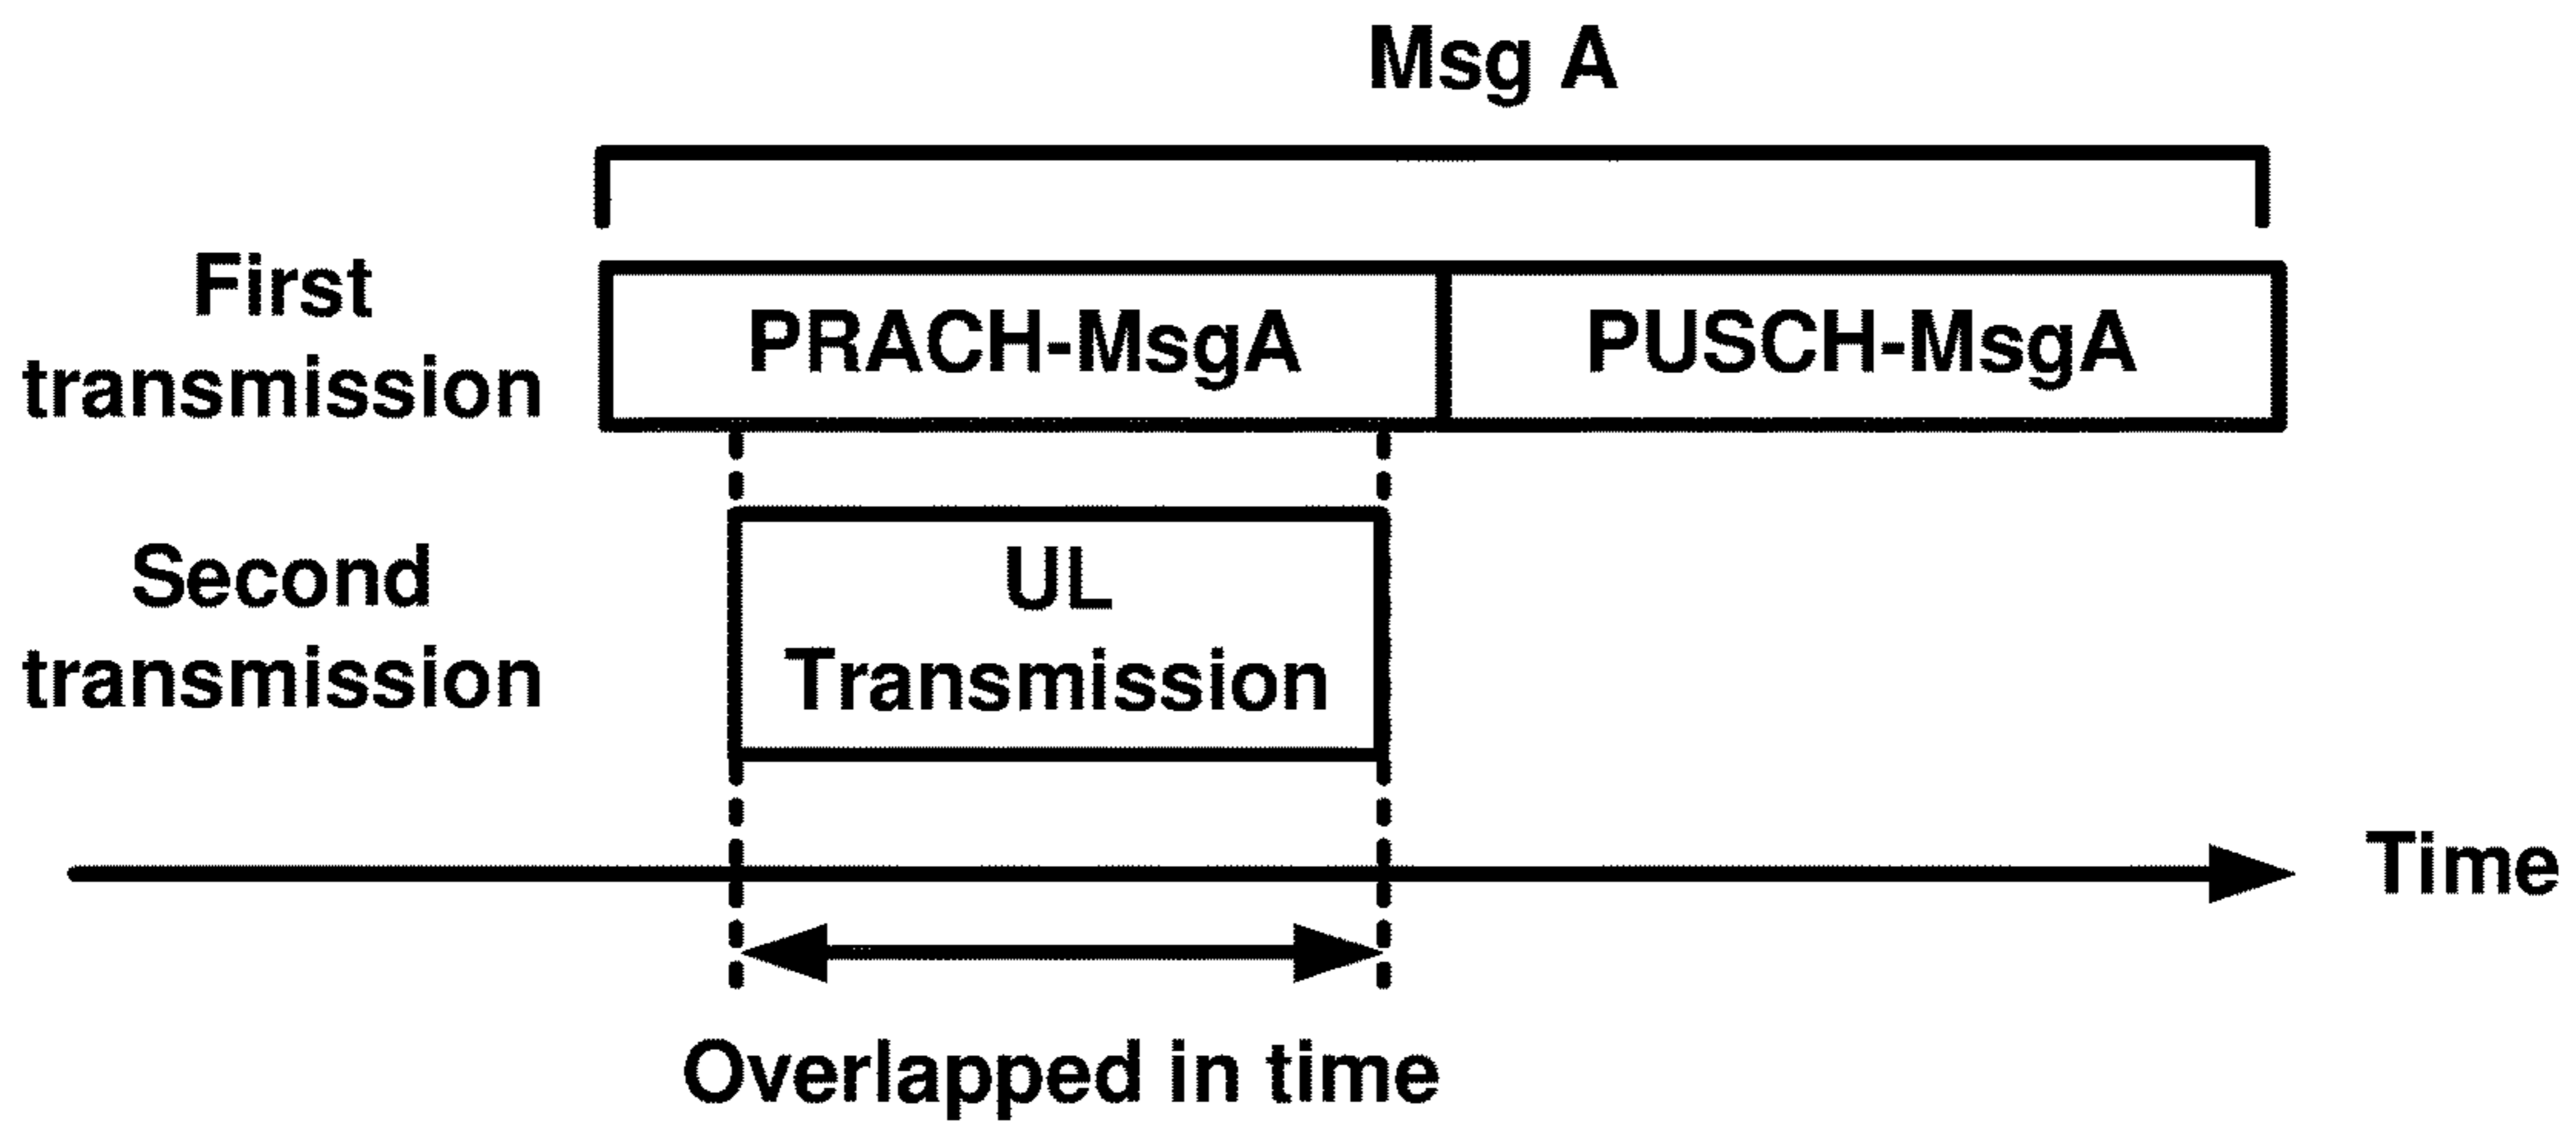 Msg A
First
transmission
PRACH-MsgA
PUSCH-MsgA
Second
transmission
UL
Transmission
Time
Overlapped in time